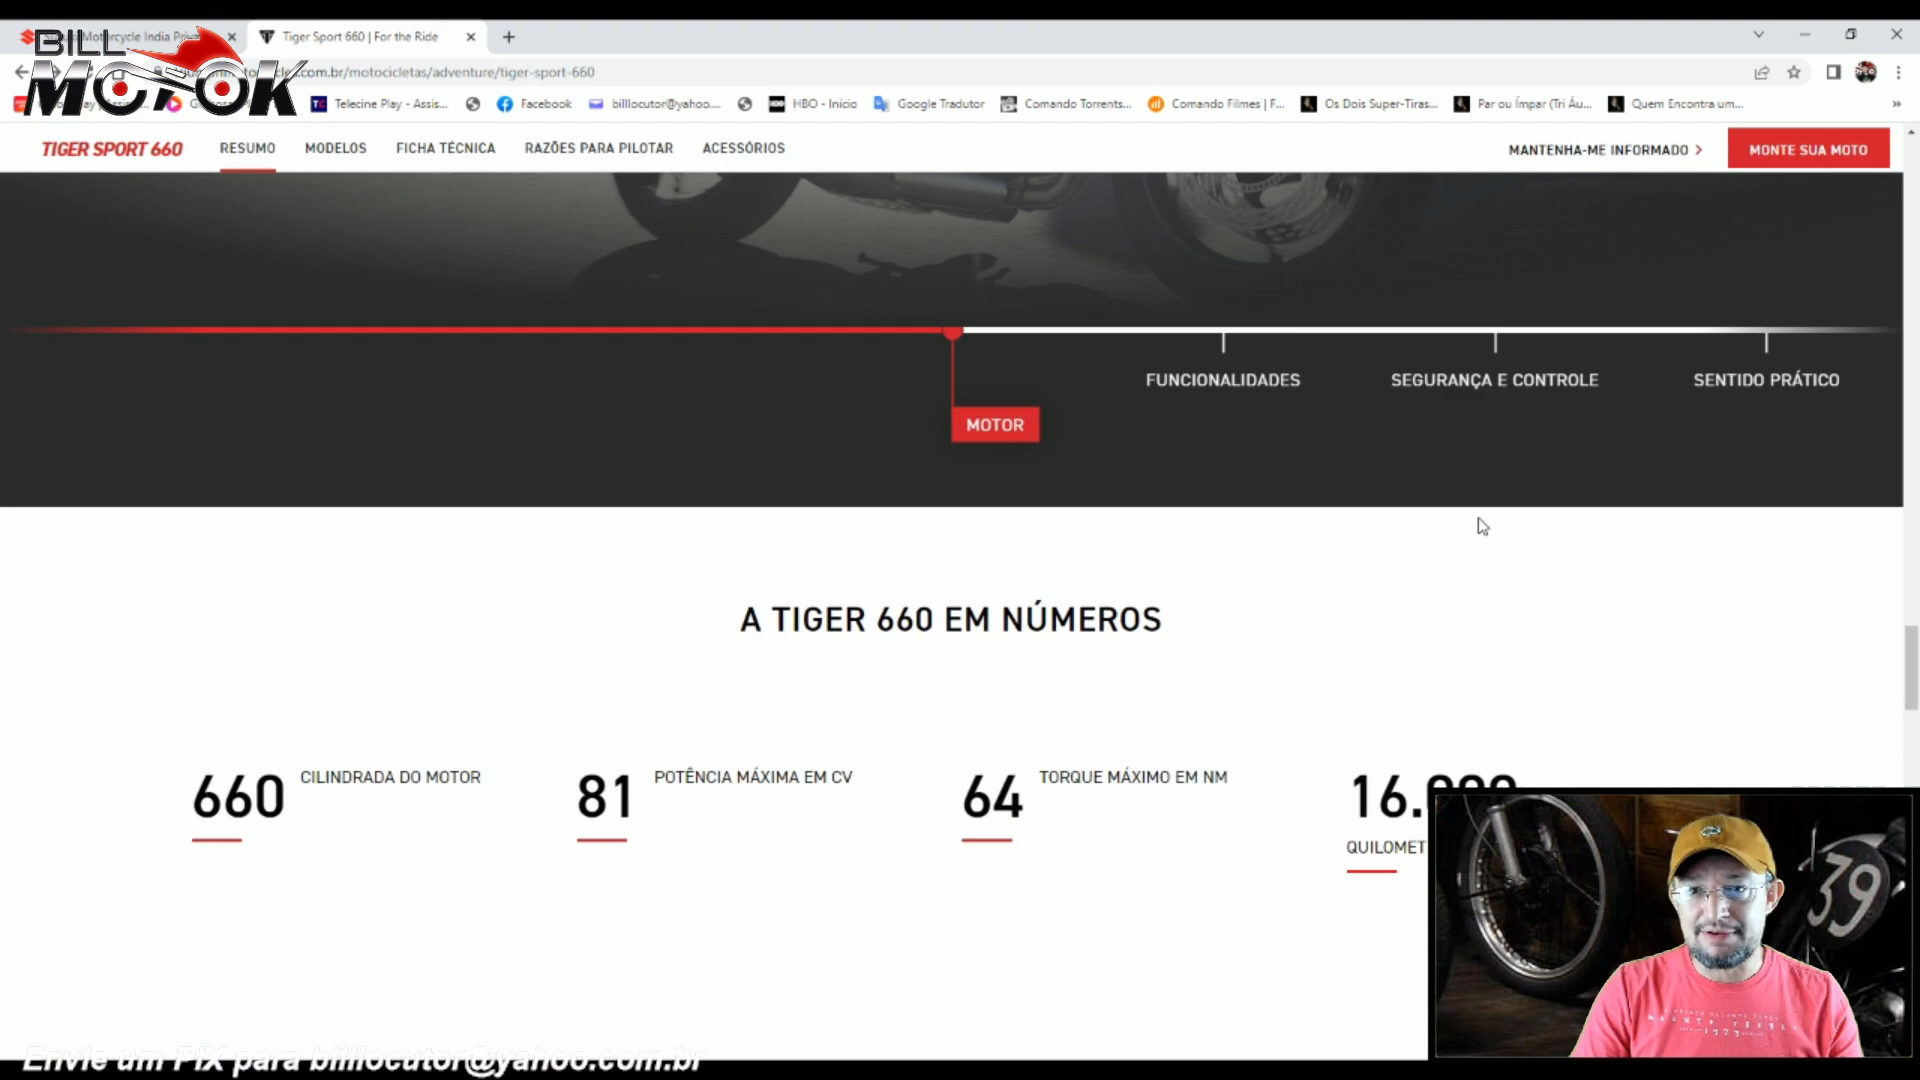 BILL
MOTOK
Motorcycle India Priv
Tiger Sport 660 | For the Ride
.com.br/motocicletas/adventure/tiger-sport-660
Telecine Play - Assis...
Facebook
billlocutor@yahoo....
HBO - Início
Google Tradutor
Comando Torrents...
Comando Filmes | F...
Os Dois Super-Tiras...
Par ou Ímpar (Tri Áu...
Quem Encontra um...
TIGER SPORT 660
RESUMO
MODELOS
FICHA TÉCNICA
RAZÕES PARA PILOTAR
ACESSÓRIOS
MANTENHA-ME INFORMADO
MONTE SUA MOTO
FUNCIONALIDADES
SEGURANÇA E CONTROLE
SENTIDO PRÁTICO
MOTOR
A TIGER 660 EM NÚMEROS
660 CILINDRADA DO MOTOR
81 POTÊNCIA MÁXIMA EM CV
64 TORQUE MÁXIMO EM NM
16.
QUILOMET
39
1973
Envie um PIX para billlocutor@yahoo.com.br